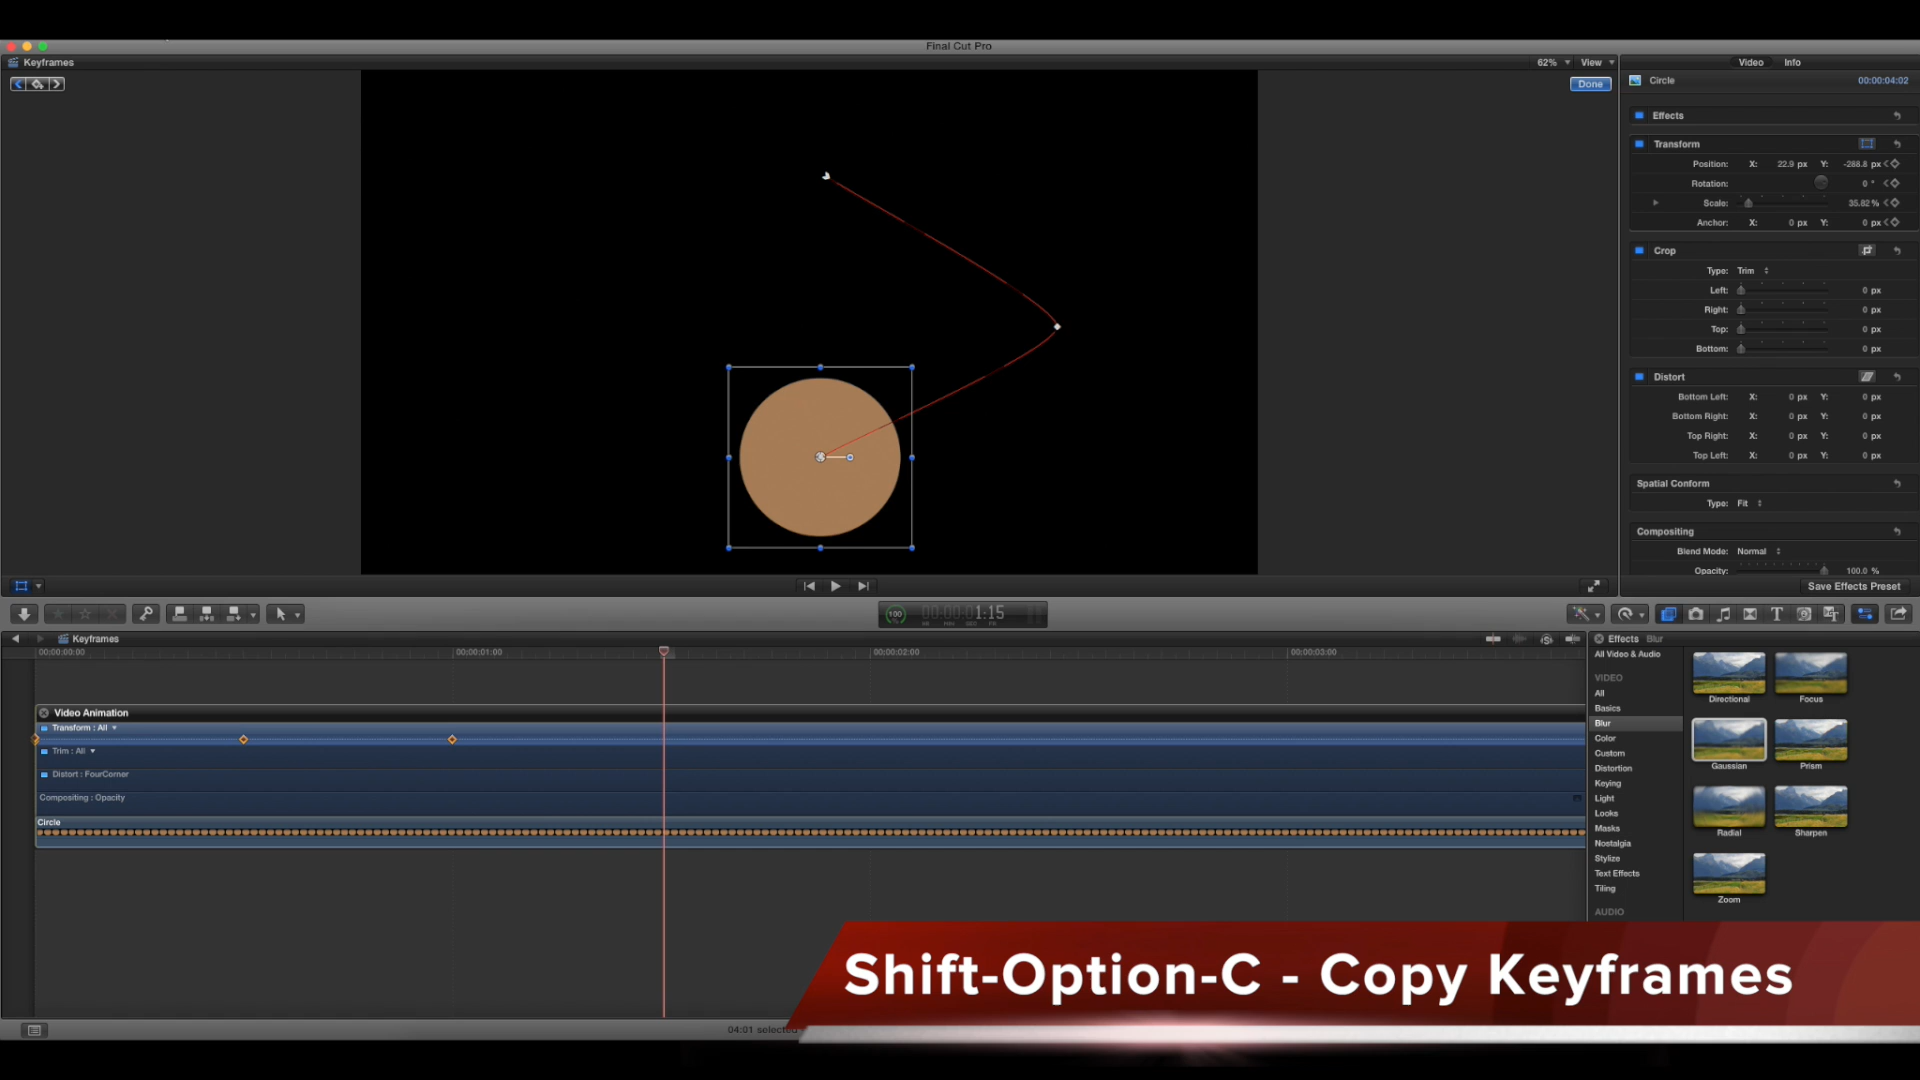 Final Cut Pro
Keyframes
62% View
Video Info
Done
Circle 00:00:04:02
Effects
Transform
Position: X: 22.9 px Y: -288.8 px
Rotation: 0 °
Scale: 35.82 %
Anchor: X: 0 px Y: 0 px
Crop
Type: Trim
Left: 0 px
Right: 0 px
Top: 0 px
Bottom: 0 px
Distort
Bottom Left: X: 0 px Y: 0 px
Bottom Right: X: 0 px Y: 0 px
Top Right: X: 0 px Y: 0 px
Top Left: X: 0 px Y: 0 px
Spatial Conform
Type: Fit
Compositing
Blend Mode: Normal
Opacity: 100.0 %
Save Effects Preset
100 00:00:01:15
Keyframes
00:00:00:00 00:00:01:00 00:00:02:00 00:00:03:00
Video Animation
Transform : All
Trim : All
Distort : FourCorner
Compositing : Opacity
Circle
Effects Blur
All Video & Audio
VIDEO
All
Basics
Blur
Color
Custom
Distortion
Keying
Light
Looks
Masks
Nostalgia
Stylize
Text Effects
Tiling
AUDIO
Directional Focus
Gaussian Prism
Radial Sharpen
Zoom
Shift-Option-C - Copy Keyframes
04:01 selected